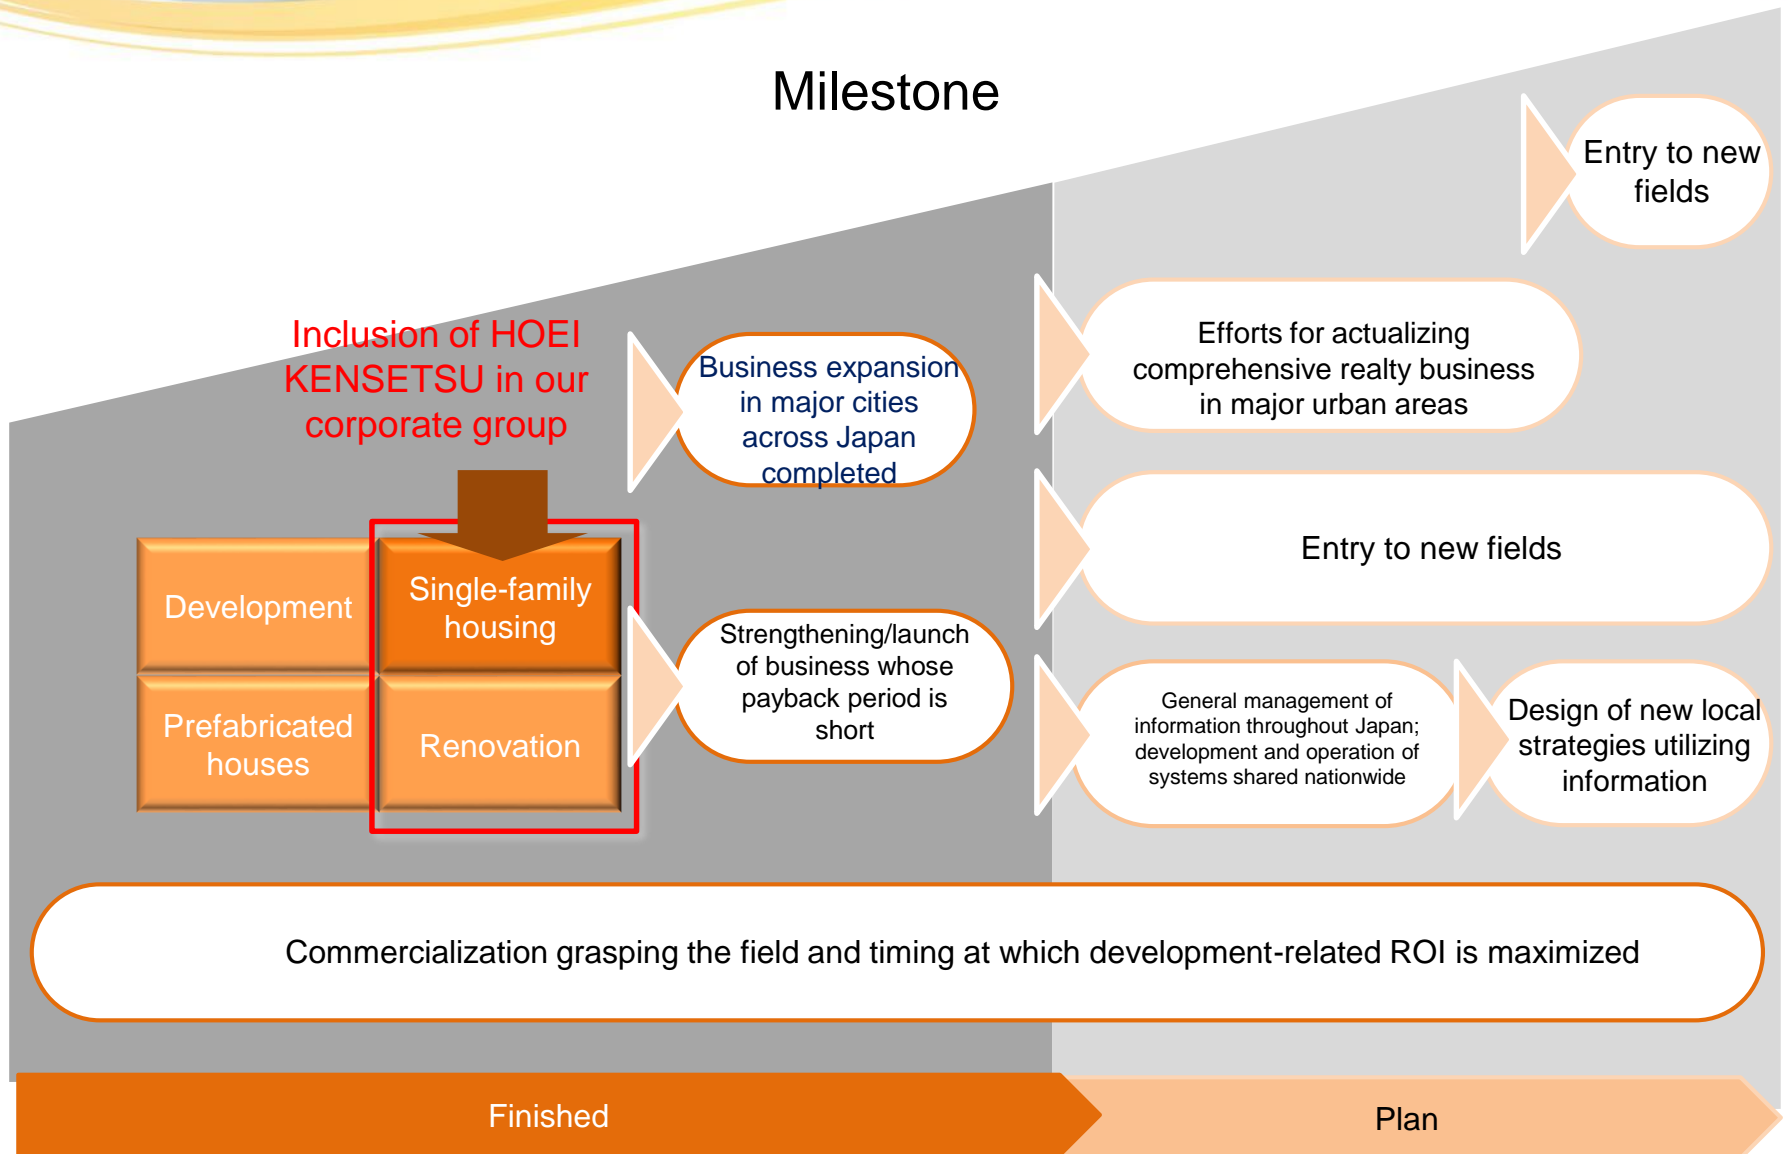 Milestone
Entry to new
fields
Inclusion of HOEI
KENSETSU in our
corporate group
Business expansion
in major cities
across Japan
completed
Efforts for actualizing
comprehensive realty business
in major urban areas
Entry to new fields
Development
Single-family
housing
Prefabricated
houses
Renovation
Strengthening/launch
of business whose
payback period is
short
General management of
information throughout Japan;
development and operation of
systems shared nationwide
Design of new local
strategies utilizing
information
Commercialization grasping the field and timing at which development-related ROI is maximized
Finished
Plan